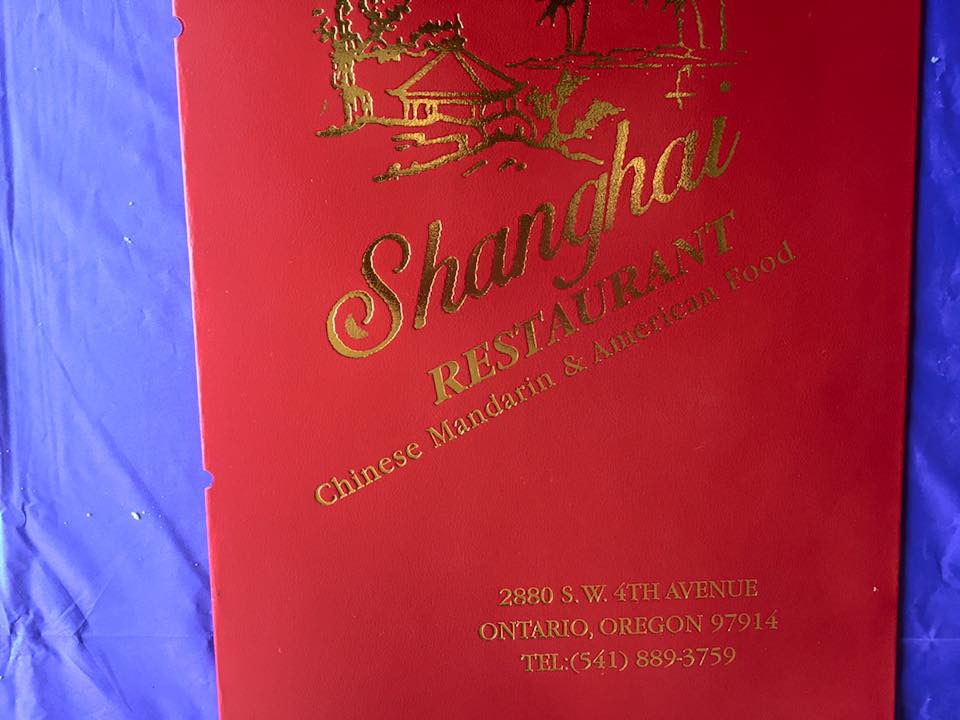 Shanghai
RESTAURANT
Chinese Mandarin & American Food
2880 S.W. 4TH AVENUE
ONTARIO, OREGON 97914
TEL:(541) 889-3759